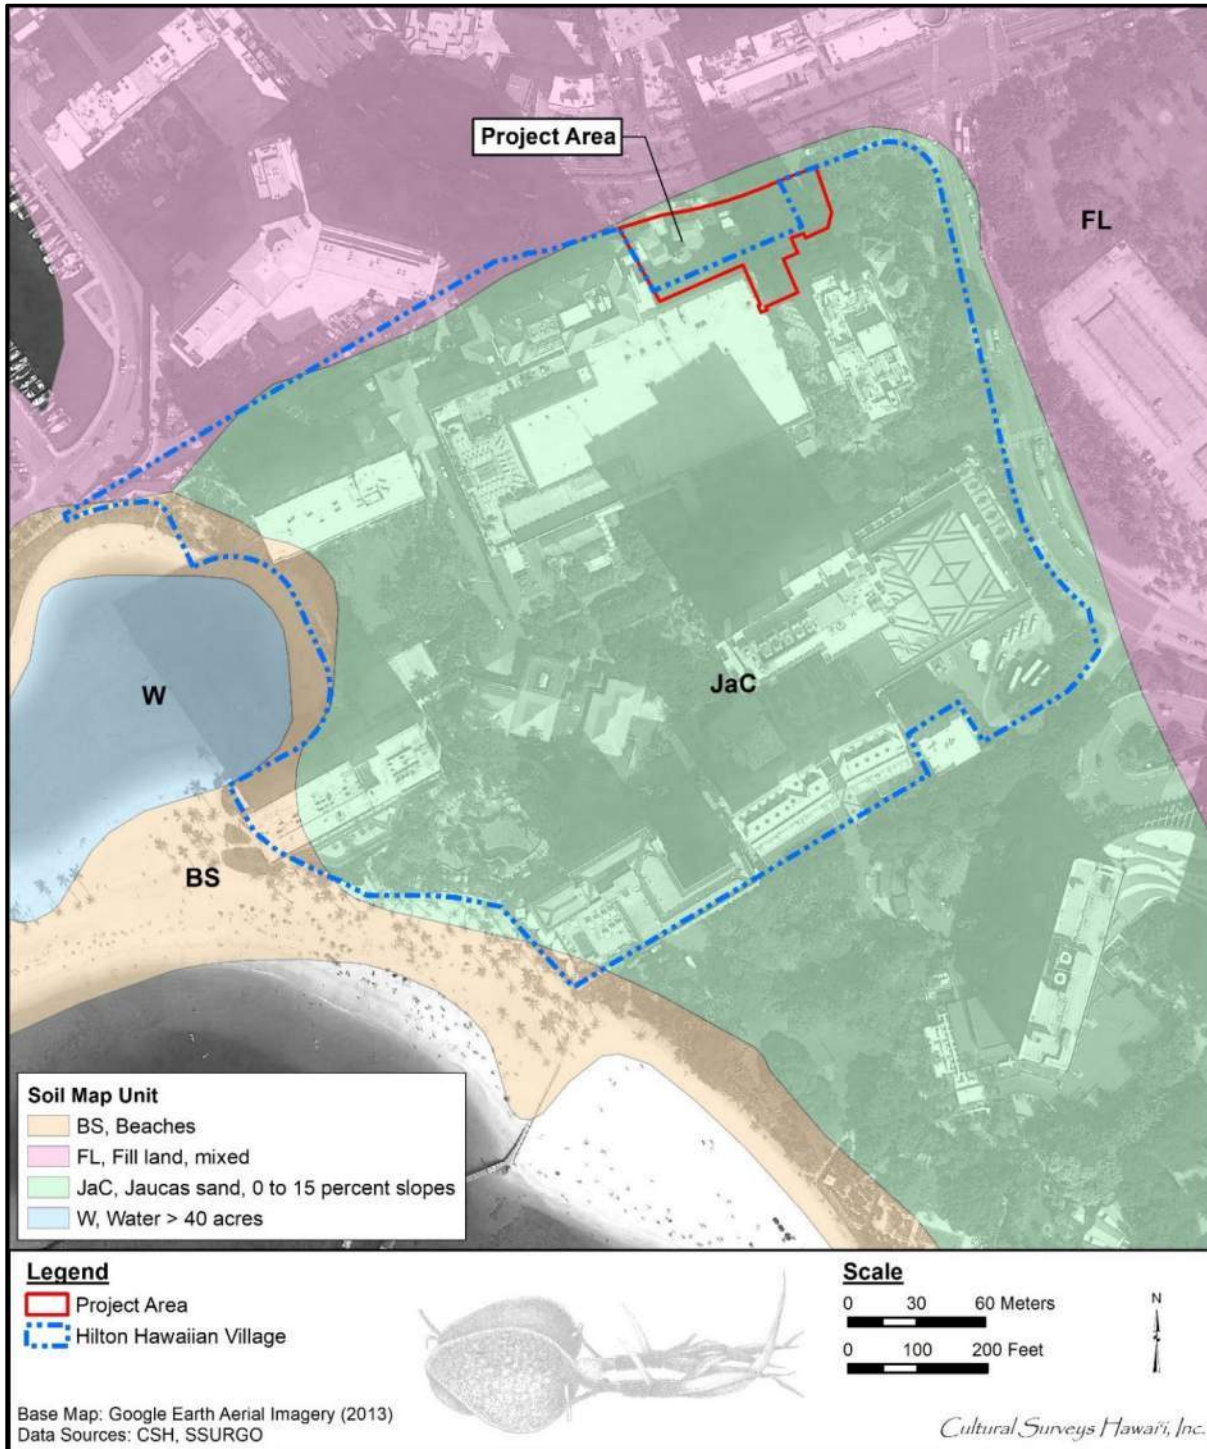 Project Area
FL
W
JaC
BS
Soil Map Unit
BS, Beaches
FL, Fill land, mixed
JaC, Jaucas sand, 0 to 15 percent slopes
W, Water > 40 acres
Legend
Project Area
Hilton Hawaiian Village
Scale
0 30 60 Meters
0 100 200 Feet
N
Base Map: Google Earth Aerial Imagery (2013)
Data Sources: CSH, SSURGO
Cultural Surveys Hawai'i, Inc.